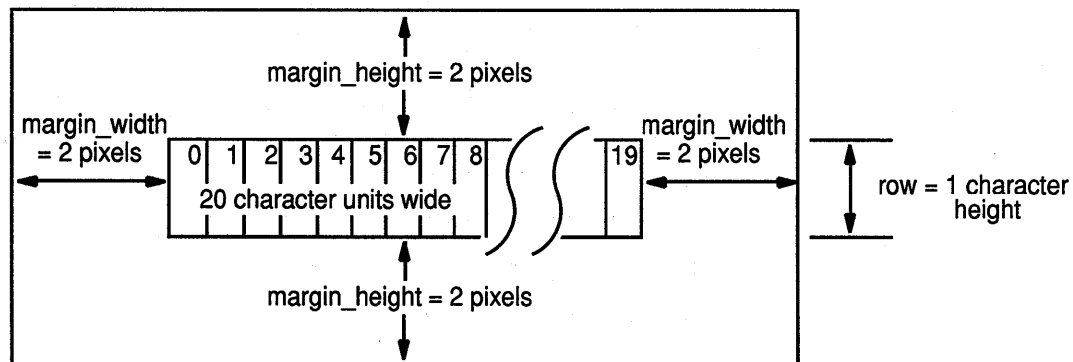 margin_height = 2 pixels
margin_width
= 2 pixels
margin_width
= 2 pixels
0 1 2 3 4 5 6 7 8 19
20 character units wide
row = 1 character
height
margin_height = 2 pixels